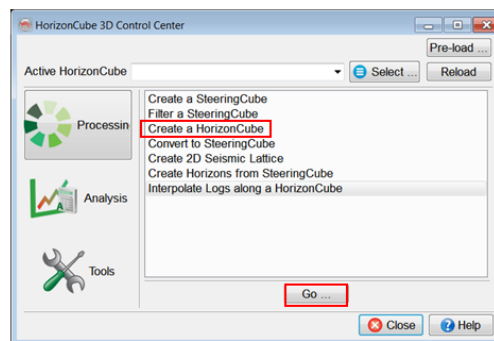 HorizonCube 3D Control Center
Pre-load ...
Active HorizonCube
Select ...
Reload
Processin
Analysis
Tools
Create a SteeringCube
Filter a SteeringCube
Create a HorizonCube
Convert to SteeringCube
Create 2D Seismic Lattice
Create Horizons from SteeringCube
Interpolate Logs along a HorizonCube
Go ...
Close
Help